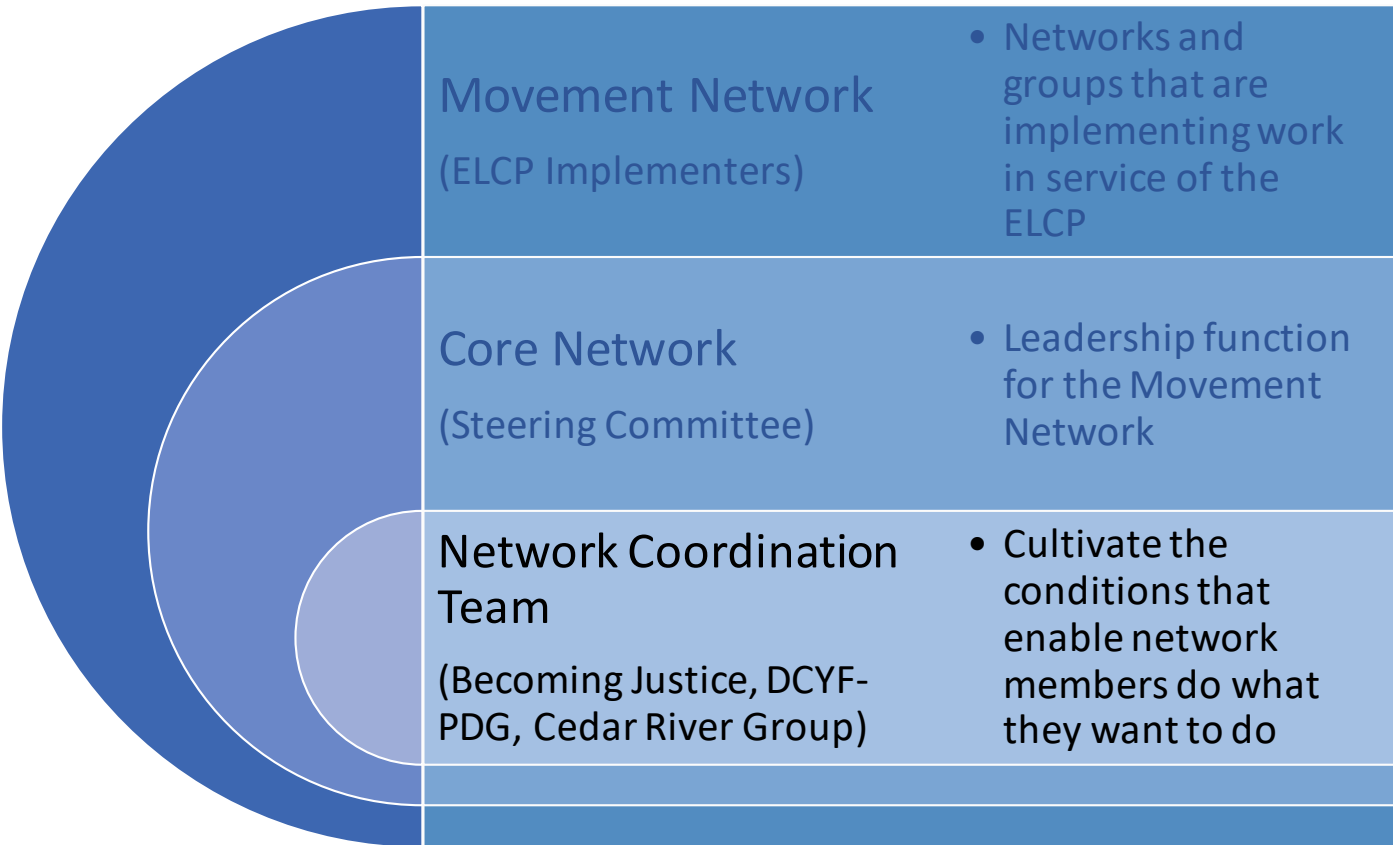 Movement Network
(ELCP Implementers)
• Networks and
groups that are
implementing work
in service of the
ELCP
Core Network
(Steering Committee)
• Leadership function
for the Movement
Network
Network Coordination
Team
(Becoming Justice, DCYF-
PDG, Cedar River Group)
• Cultivate the
conditions that
enable network
members do what
they want to do